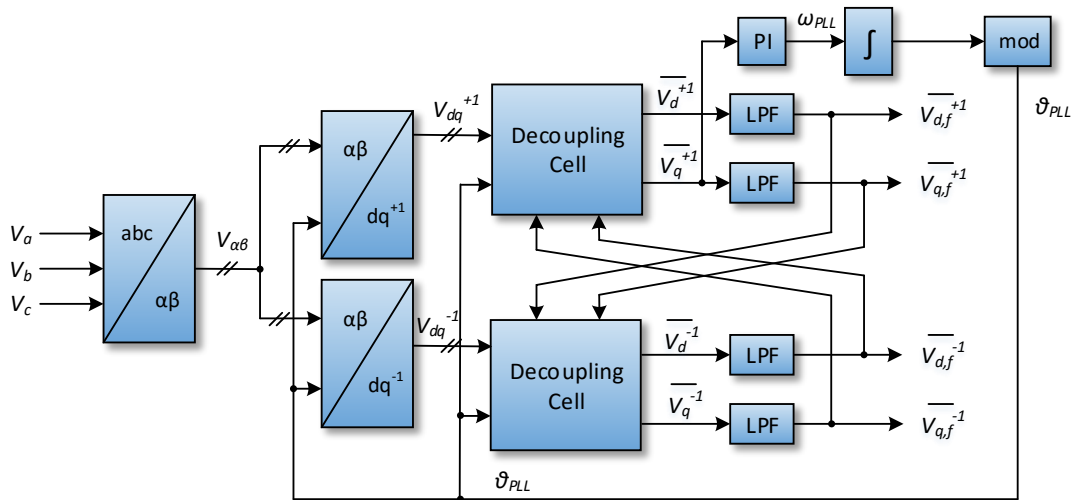 ω_PLL
PI
∫
mod
V_dq^+1
Decoupling
Cell
V̅_d^+1
LPF
V̅_d,f^+1
ϑ_PLL
αβ
dq^+1
V̅_q^+1
LPF
V̅_q,f^+1
V_a
V_b
V_c
abc
αβ
V_αβ
αβ
dq^-1
V_dq^-1
Decoupling
Cell
V̅_d^-1
LPF
V̅_d,f^-1
V̅_q^-1
LPF
V̅_q,f^-1
ϑ_PLL